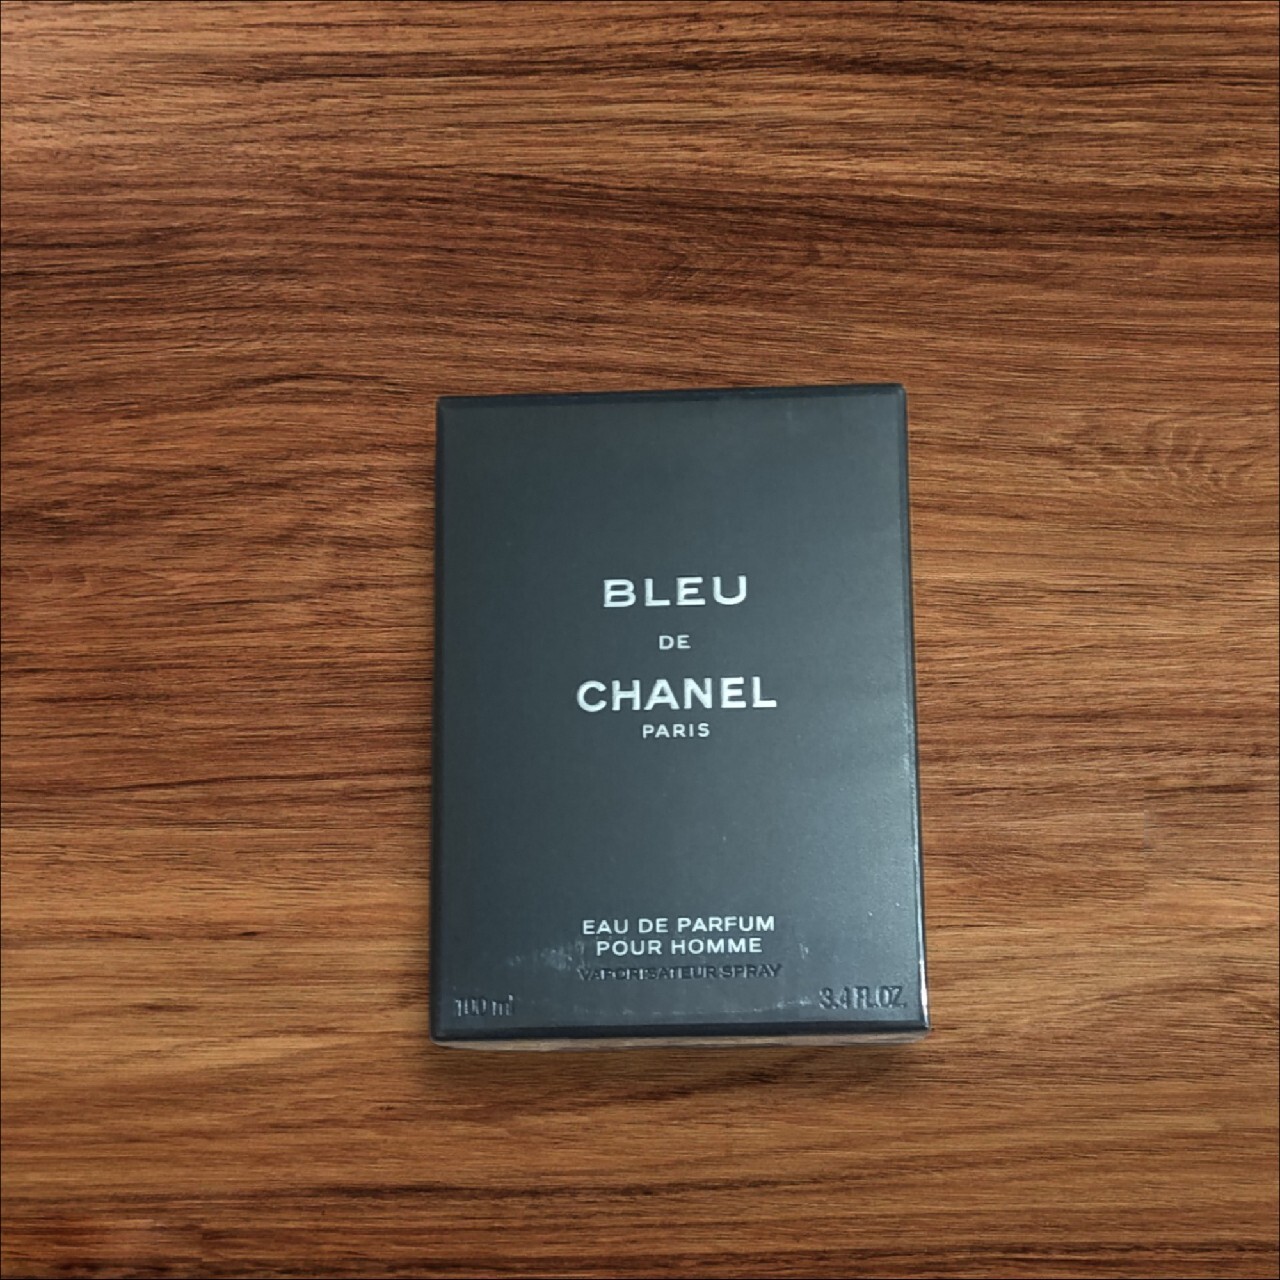 BLEU
DE
CHANEL
PARIS
EAU DE PARFUM
POUR HOMME
VAPORISATEUR SPRAY
100 ml 3.4 FL.OZ.